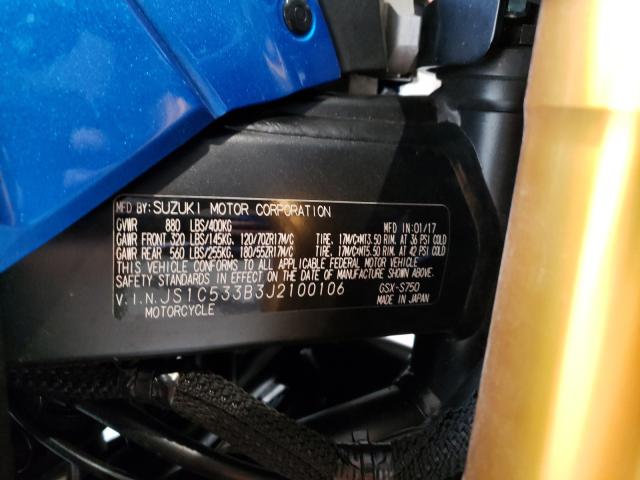 MFD BY: SUZUKI MOTOR CORPORATION
GVWR 880 LBS/400KG MFD IN:01/17
GAWR FRONT 320 LBS/145KG, 120/70ZR17M/C TIRE, 17M/C×MT3.50 RIM, AT 36 PSI COLD
GAWR REAR 560 LBS/255KG, 180/55ZR17M/C TIRE, 17M/C×MT5.50 RIM, AT 42 PSI COLD
THIS VEHICLE CONFORMS TO ALL APPLICABLE FEDERAL MOTOR VEHICLE
SAFETY STANDARDS IN EFFECT ON THE DATE OF MANUFACTURE SHOWN ABOVE.
V.I.N. JS1C533B3J2100106 GSX-S750
MOTORCYCLE MADE IN JAPAN